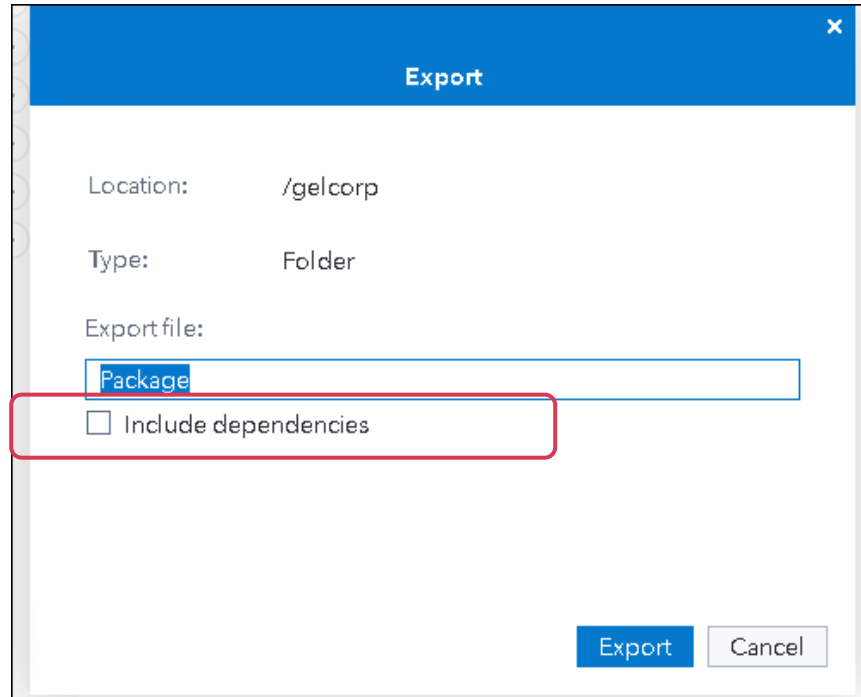 Export
Location: /gelcorp
Type: Folder
Export file:
Package
Include dependencies
Export Cancel